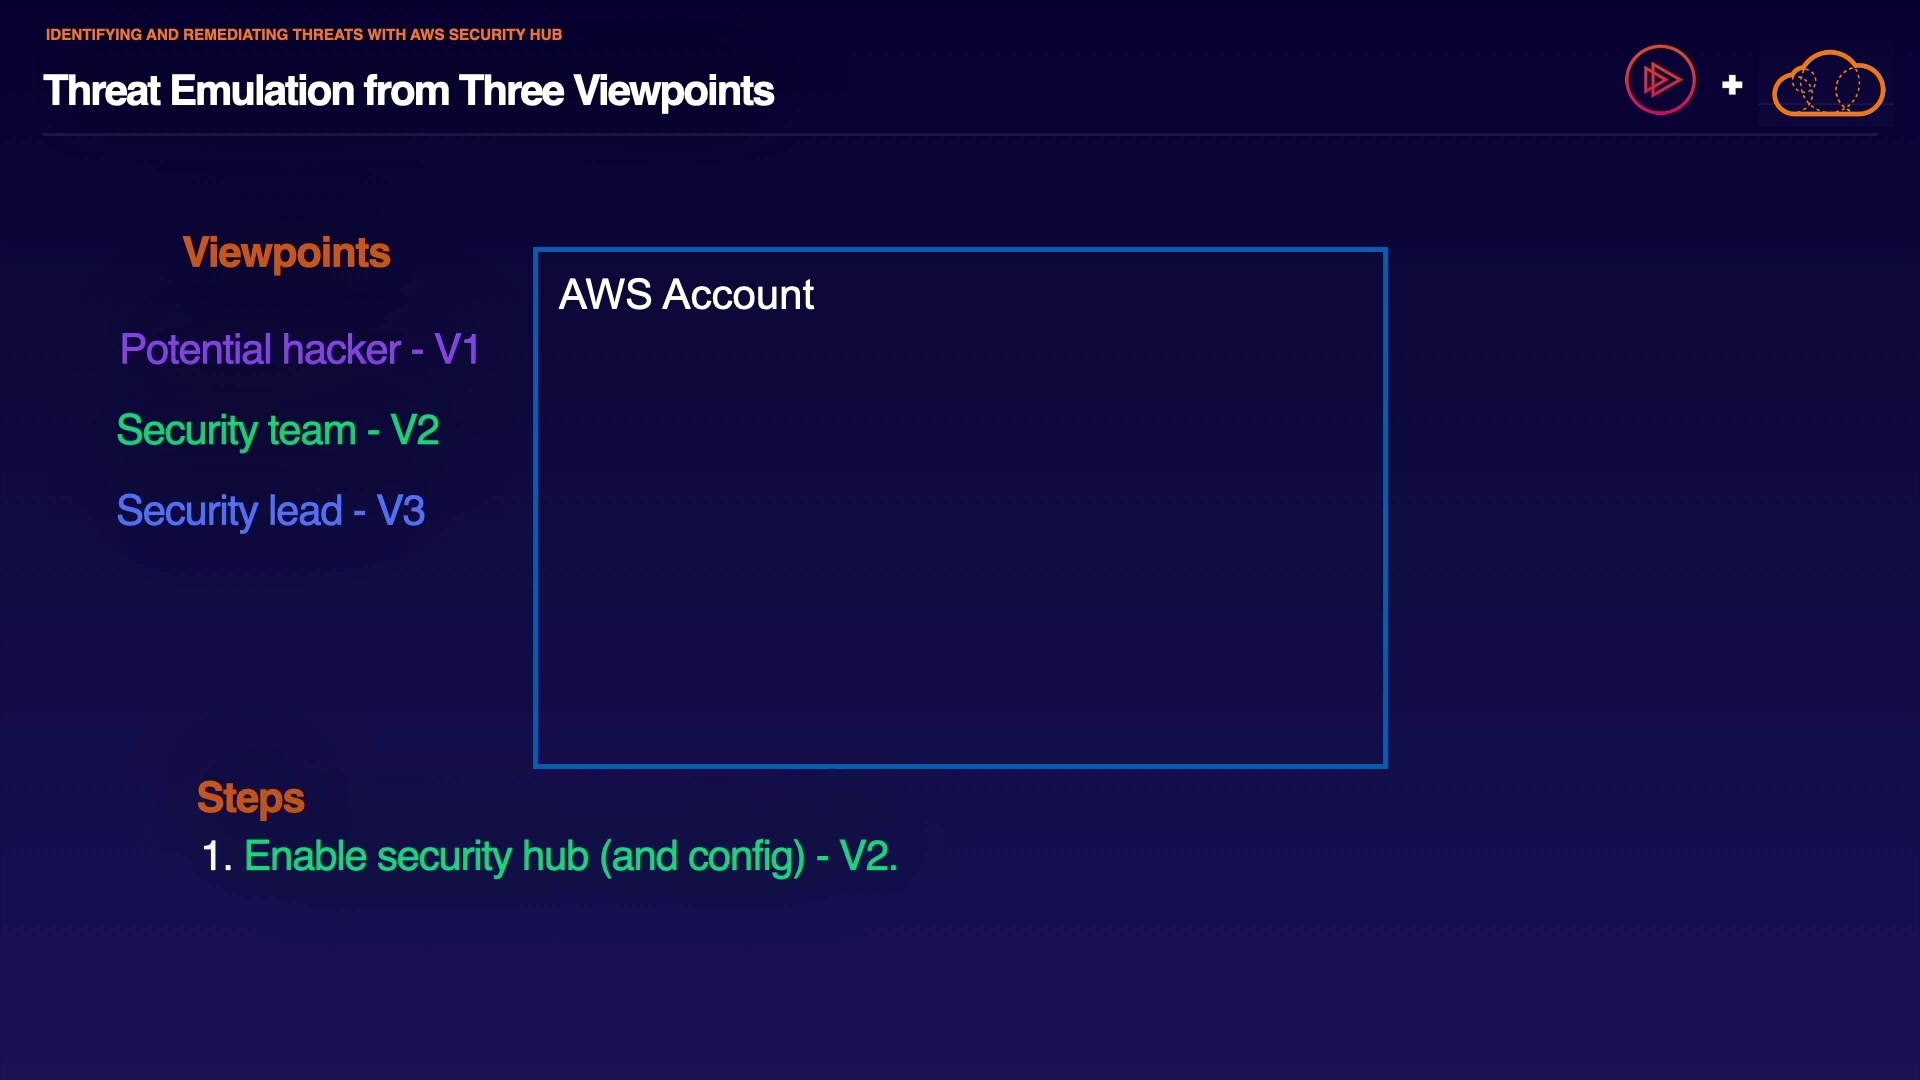 IDENTIFYING AND REMEDIATING THREATS WITH AWS SECURITY HUB
Threat Emulation from Three Viewpoints
Viewpoints
Potential hacker - V1
Security team - V2
Security lead - V3
AWS Account
Steps
1. Enable security hub (and config) - V2.